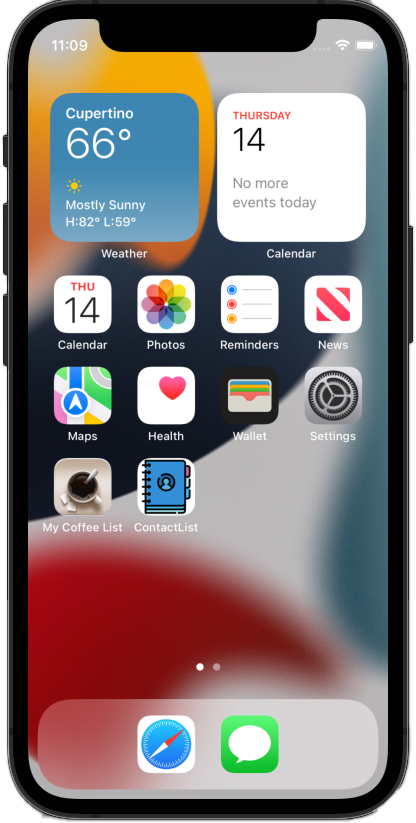 11:09
Cupertino
66°
Mostly Sunny
H:82° L:59°
Weather
THURSDAY
14
No more
events today
Calendar
THU
14
Calendar
Photos
Reminders
News
Maps
Health
Wallet
Settings
My Coffee List
ContactList